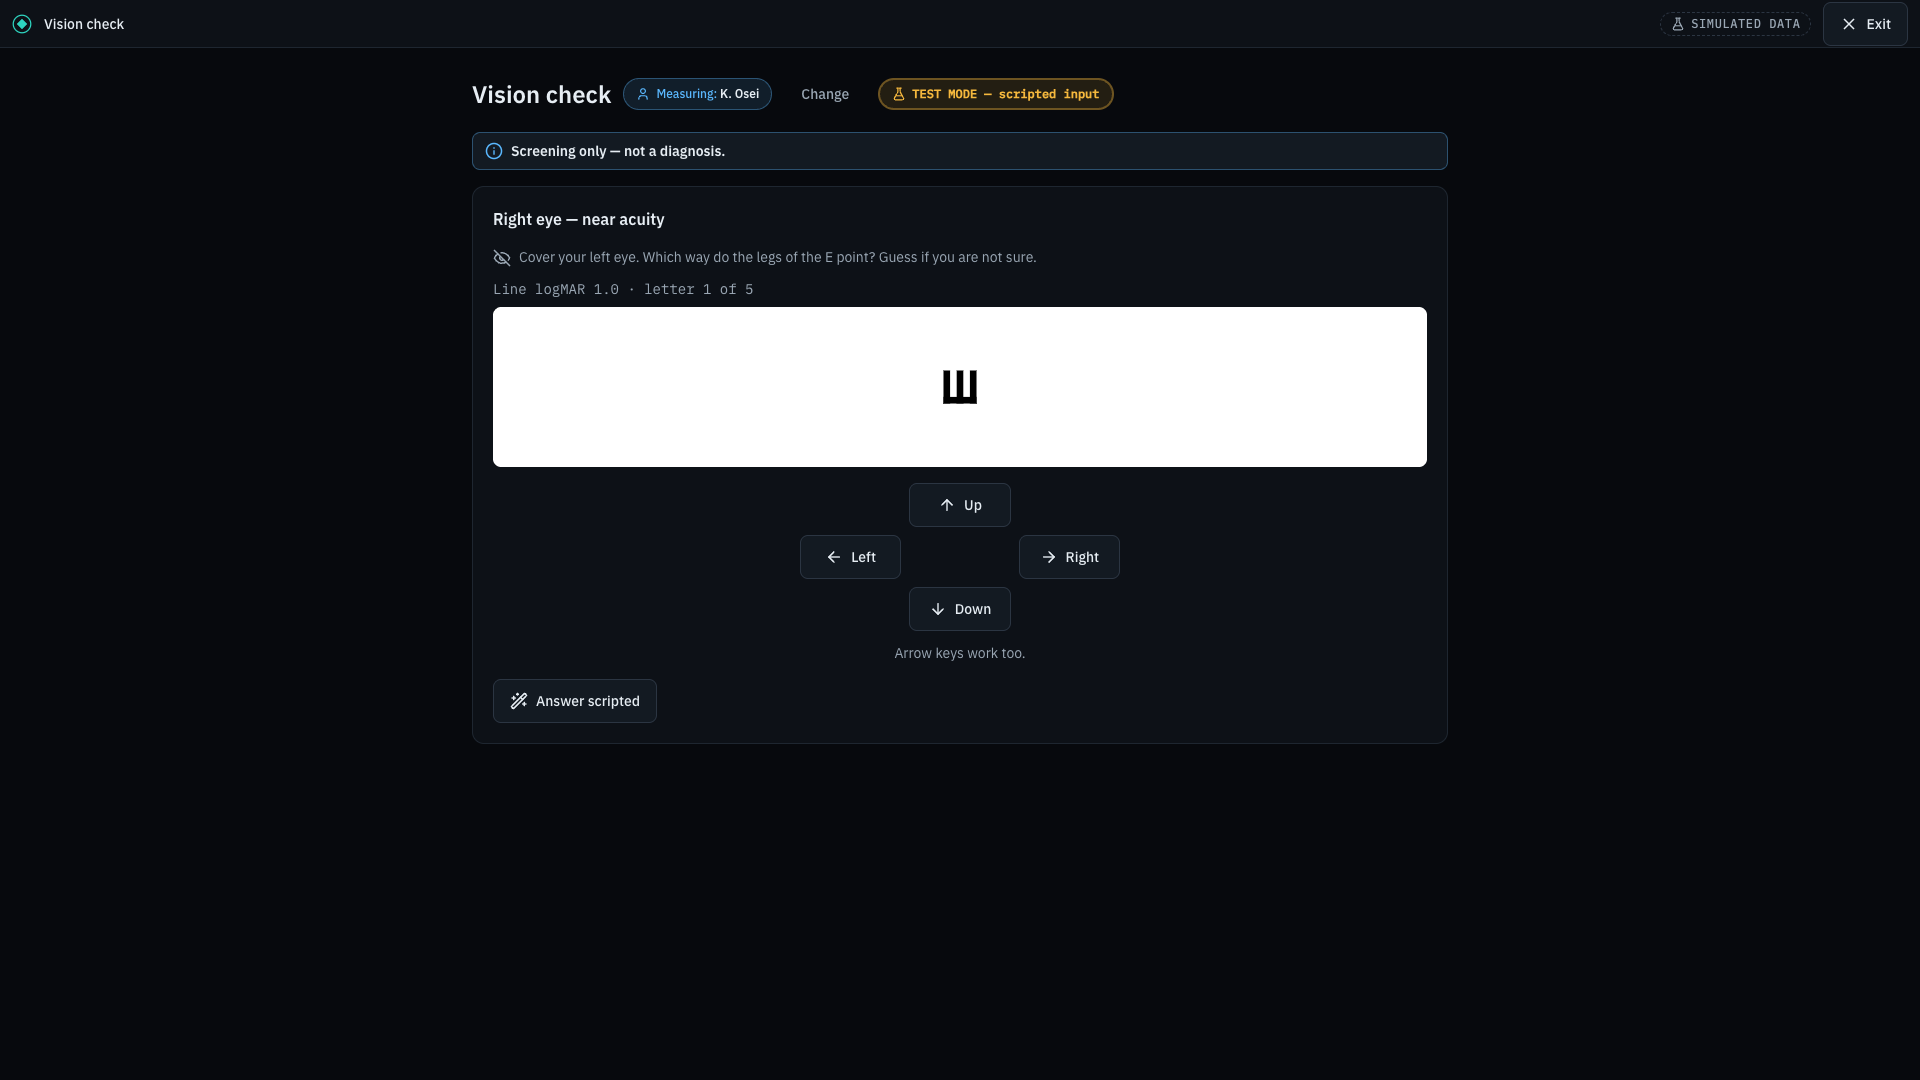 Vision check
SIMULATED DATA
Exit
Vision check
Measuring: K. Osei
Change
TEST MODE — scripted input
Screening only — not a diagnosis.
Right eye — near acuity
Cover your left eye. Which way do the legs of the E point? Guess if you are not sure.
Line logMAR 1.0 · letter 1 of 5
Up
Left
Right
Down
Arrow keys work too.
Answer scripted